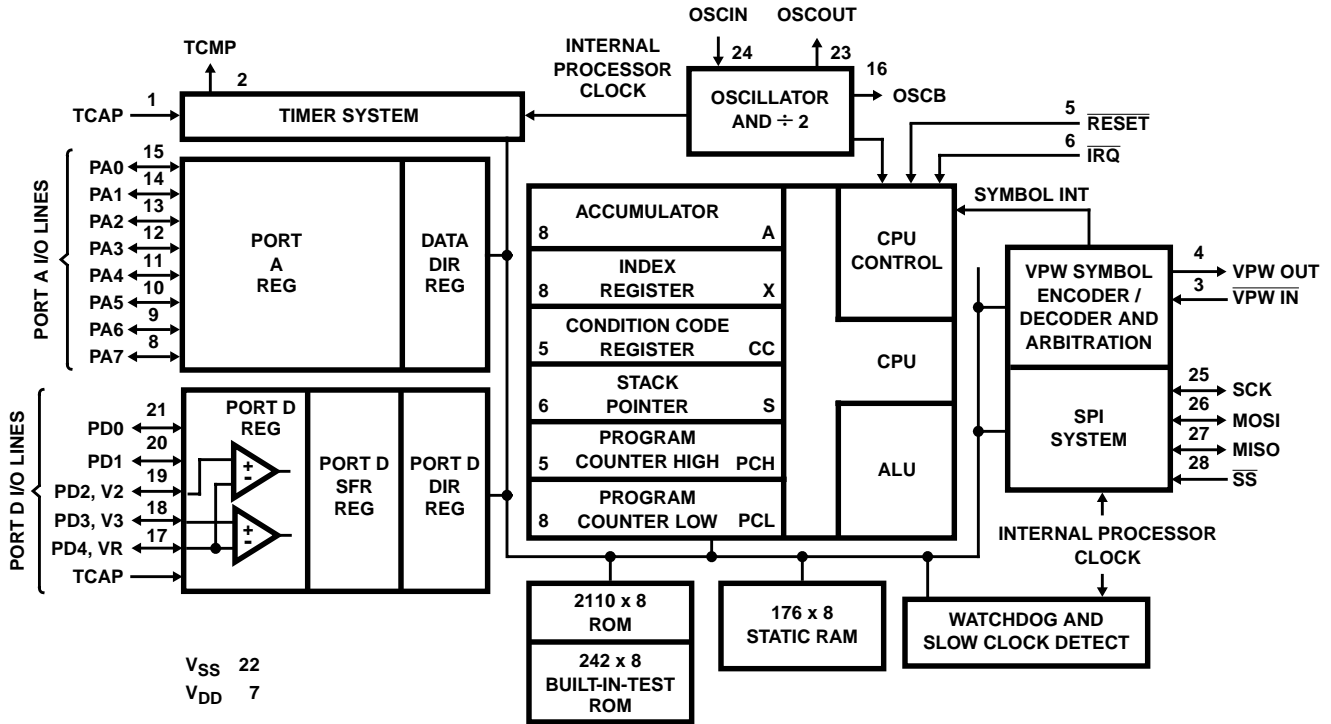 OSCIN
OSCOUT
24
23
TCMP
2
INTERNAL
PROCESSOR
CLOCK
16
OSCB
OSCILLATOR
AND ÷ 2
1
TCAP
TIMER SYSTEM
5
RESET
6
IRQ
SYMBOL INT
PORT A I/O LINES
15
PA0
14
PA1
13
PA2
12
PA3
11
PA4
10
PA5
9
PA6
8
PA7
PORT
A
REG
DATA
DIR
REG
ACCUMULATOR
8 A
INDEX
8 REGISTER X
CONDITION CODE
5 REGISTER CC
STACK
6 POINTER S
PROGRAM
5 COUNTER HIGH PCH
PROGRAM
8 COUNTER LOW PCL
CPU
CONTROL
CPU
ALU
VPW SYMBOL
ENCODER /
DECODER AND
ARBITRATION
4
VPW OUT
3
VPW IN
SPI
SYSTEM
25
SCK
26
MOSI
27
MISO
28
SS
PORT D I/O LINES
21
PD0
20
PD1
19
PD2, V2
18
PD3, V3
17
PD4, VR
TCAP
PORT D
REG
+
-
+
-
PORT D
SFR
REG
PORT D
DIR
REG
INTERNAL PROCESSOR
CLOCK
2110 x 8
ROM
242 x 8
BUILT-IN-TEST
ROM
176 x 8
STATIC RAM
WATCHDOG AND
SLOW CLOCK DETECT
VSS 22
VDD 7